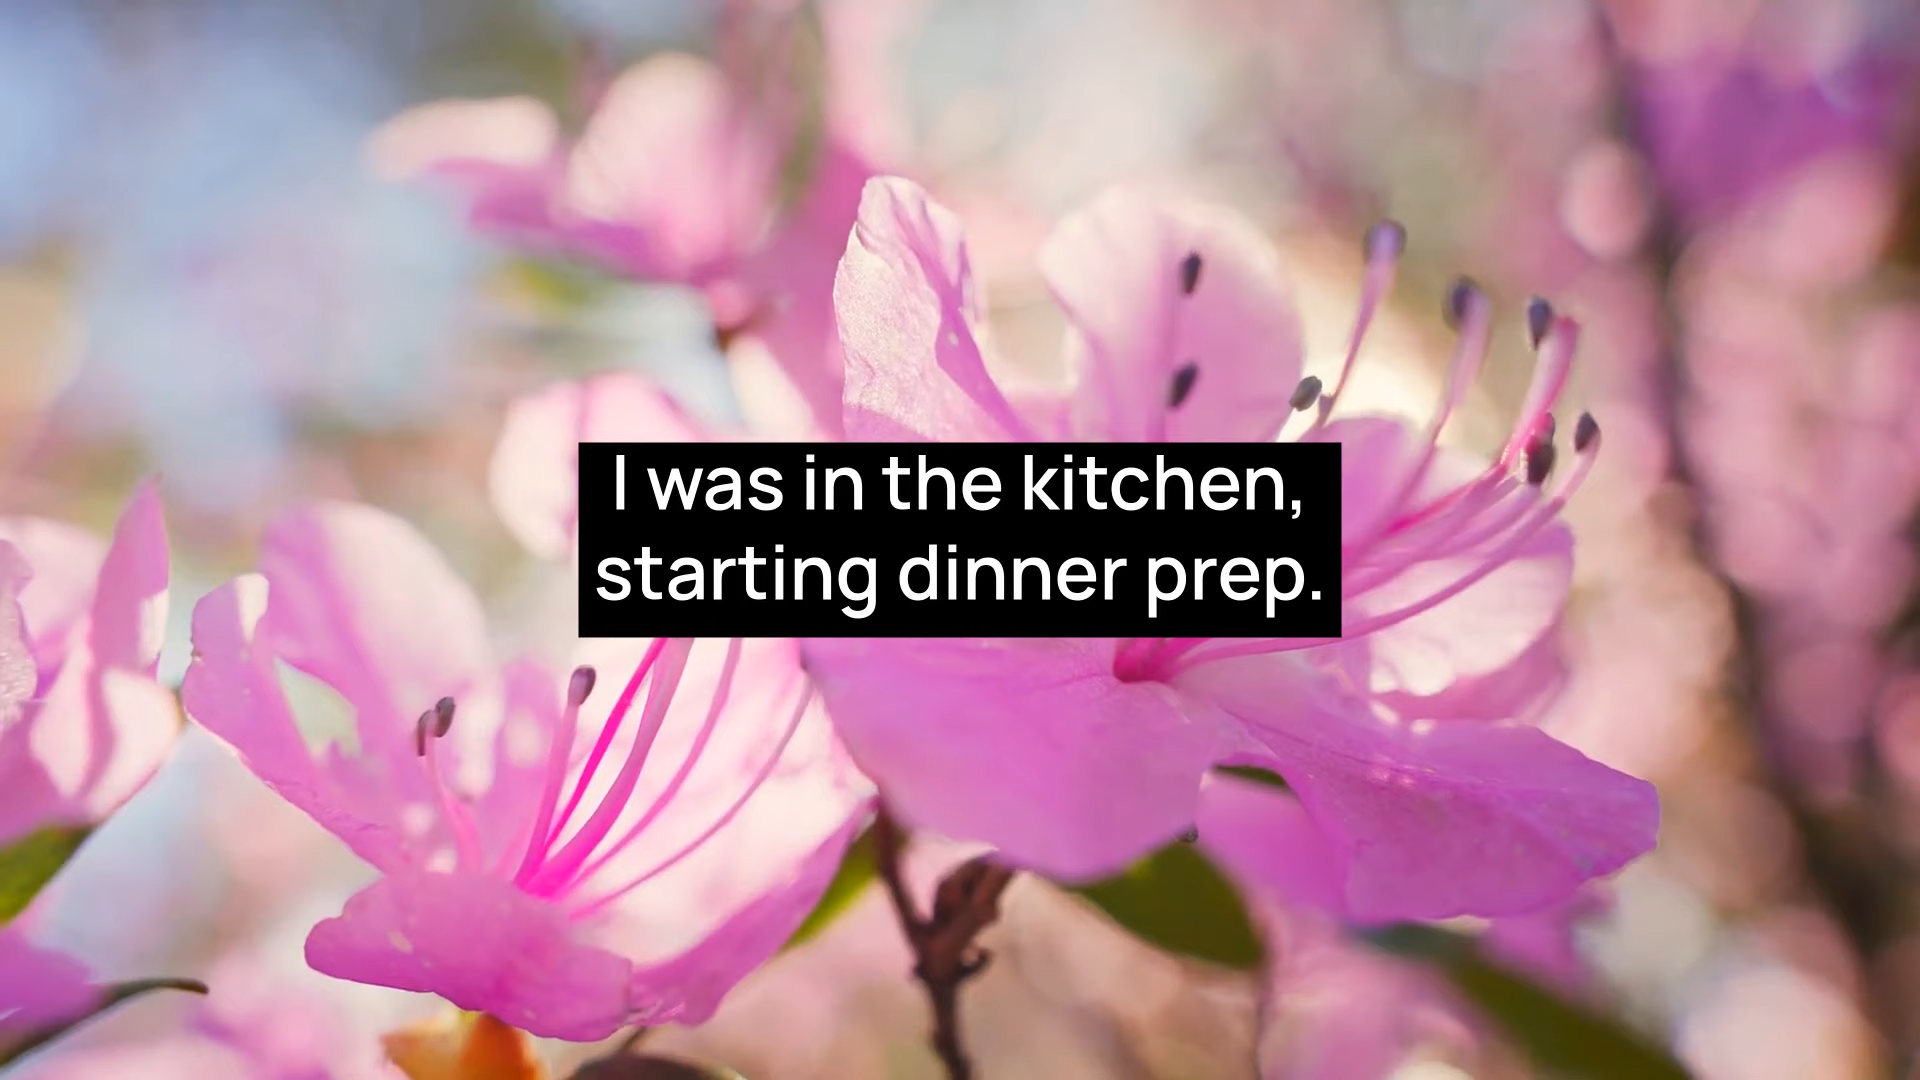 I was in the kitchen,
starting dinner prep.